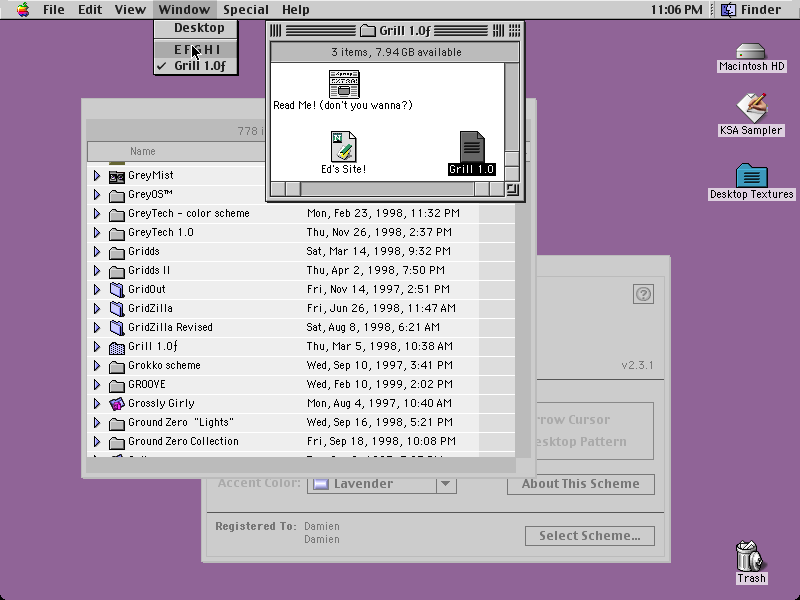 File Edit View Window Special Help 11:06 PM Finder
Desktop
E F G H I
Grill 1.0ƒ
Grill 1.0ƒ
3 items, 7.94 GB available
Read Me! (don't you wanna?)
Ed's Site!
Grill 1.0
Macintosh HD
KSA Sampler
Desktop Textures
778 i
Name
GreyMist
GreyOS™
GreyTech - color scheme Mon, Feb 23, 1998, 11:32 PM
GreyTech 1.0 Thu, Nov 26, 1998, 2:37 PM
Gridds Sat, Mar 14, 1998, 9:32 PM
Gridds II Thu, Apr 2, 1998, 7:50 PM
GridOut Fri, Nov 14, 1997, 2:51 PM
GridZilla Fri, Jun 26, 1998, 11:47 AM
GridZilla Revised Sat, Aug 8, 1998, 6:21 AM
Grill 1.0ƒ Thu, Mar 5, 1998, 10:38 AM
Grokko scheme Wed, Sep 10, 1997, 3:41 PM
GROOVE Wed, Feb 10, 1999, 2:02 PM
Grossly Girly Mon, Aug 4, 1997, 10:40 AM
Ground Zero "Lights" Wed, Sep 16, 1998, 5:21 PM
Ground Zero Collection Fri, Sep 18, 1998, 10:08 PM
v2.3.1
rrow Cursor
esktop Pattern
Accent Color: Lavender
About This Scheme
Registered To: Damien
Damien
Select Scheme...
Trash